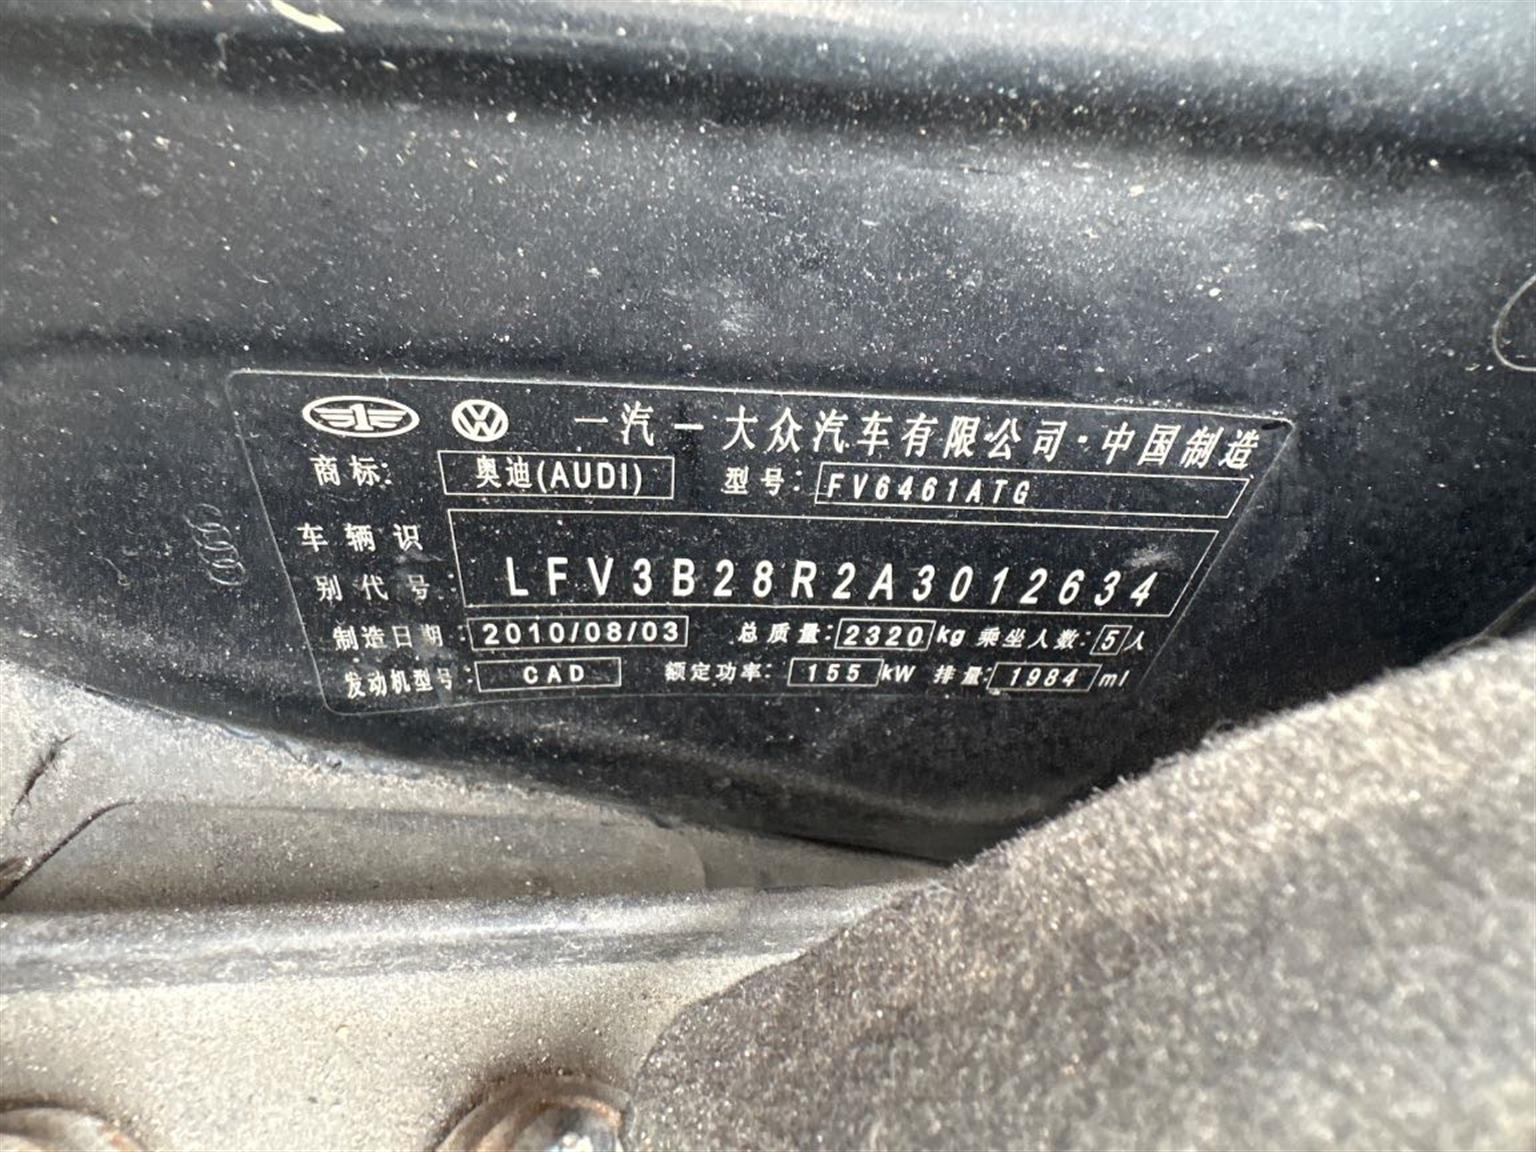 一汽-大众汽车有限公司·中国制造
商标: 奥迪(AUDI) 型号: FV6461ATG
车辆识
别代号: LFV3B28R2A3012634
制造日期: 2010/08/03 总质量: 2320 kg 乘坐人数: 5 人
发动机型号: CAD 额定功率: 155 kW 排量: 1984 ml